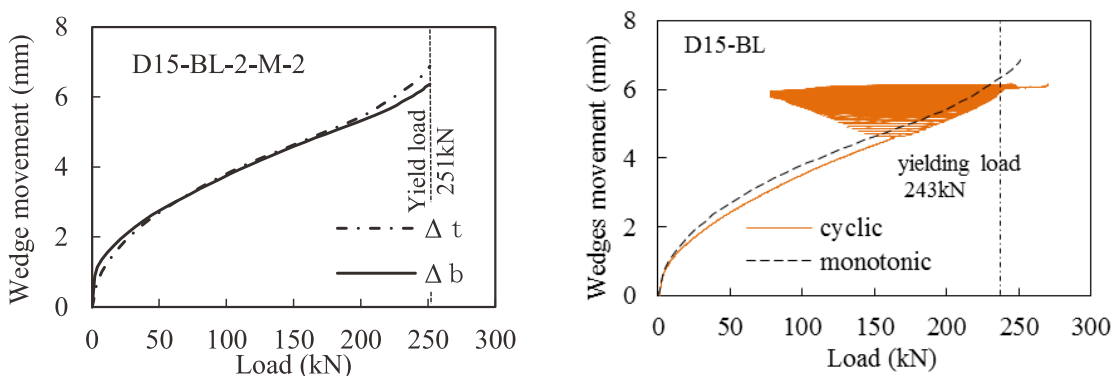 8
6
4
2
0
Wedge movement (mm)
D15-BL-2-M-2
Yield load
251kN
Δ t
Δ b
0 50 100 150 200 250 300
Load (kN)
8
6
4
2
0
Wedges movement (mm)
D15-BL
yielding load
243kN
cyclic
monotonic
0 50 100 150 200 250 300
Load (kN)